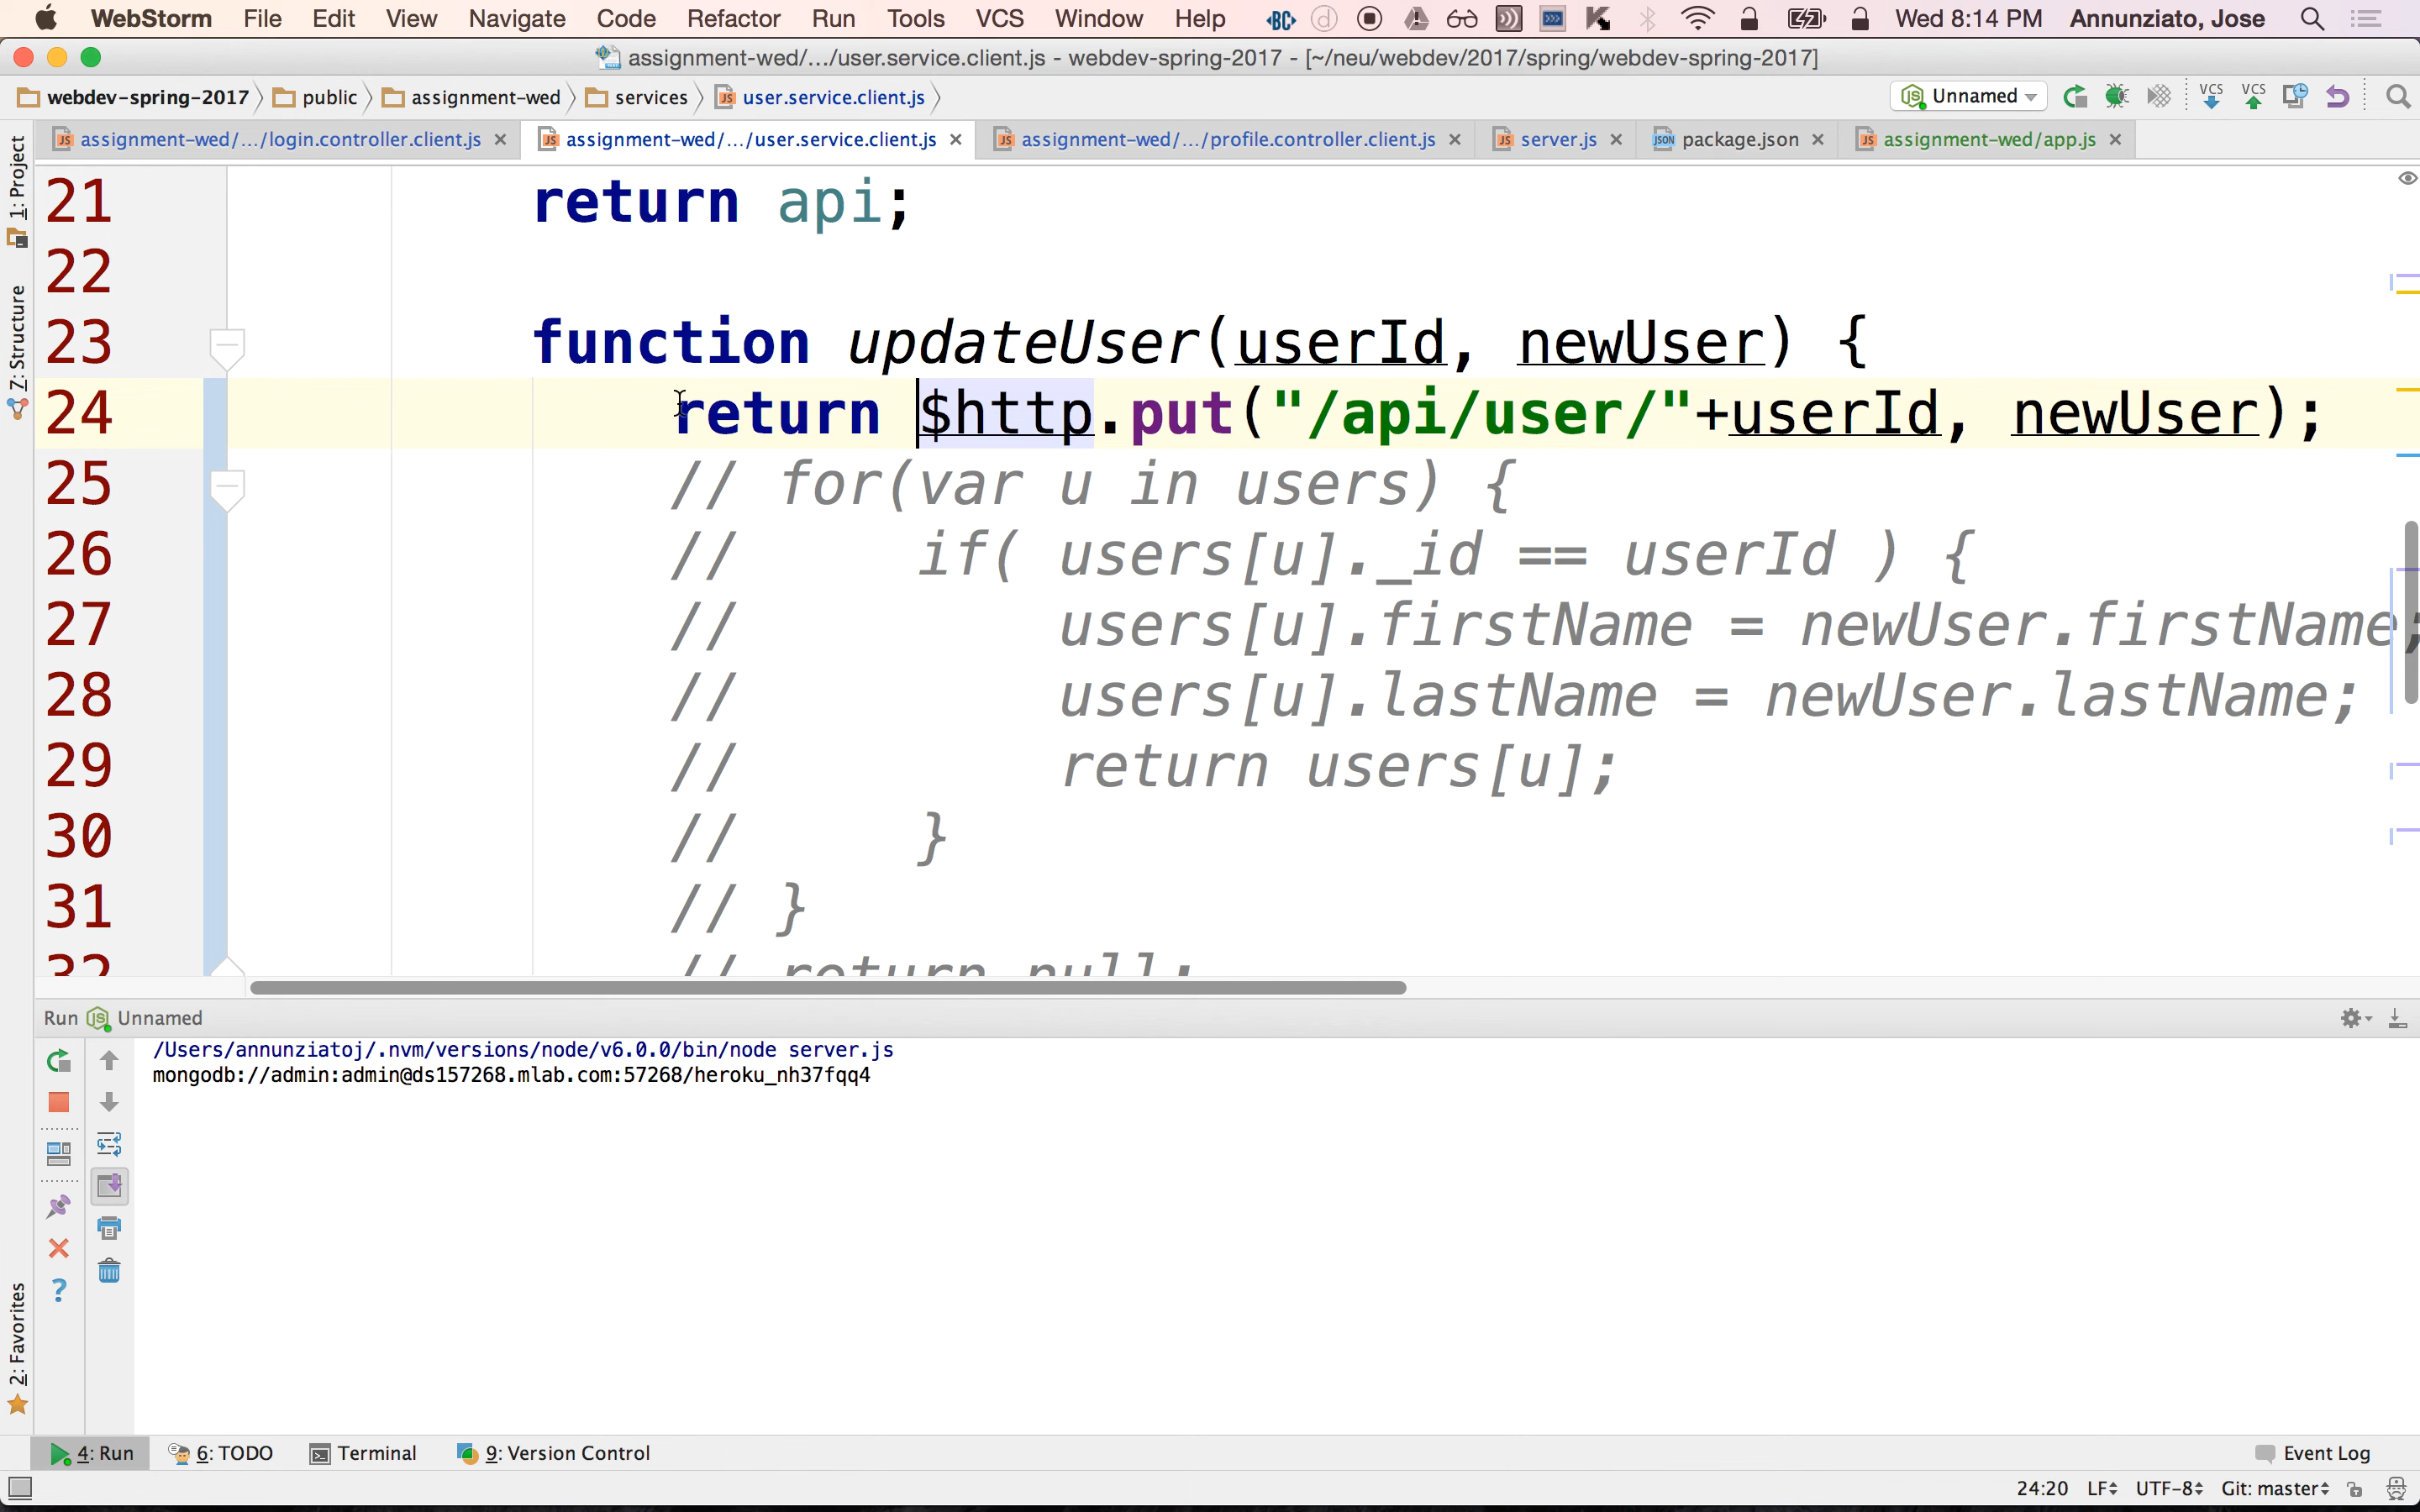 WebStorm File Edit View Navigate Code Refactor Run Tools VCS Window Help Wed 8:14 PM Annunziato, Jose
assignment-wed/.../user.service.client.js - webdev-spring-2017 - [~/neu/webdev/2017/spring/webdev-spring-2017]
webdev-spring-2017 public assignment-wed services user.service.client.js Unnamed VCS VCS
assignment-wed/.../login.controller.client.js assignment-wed/.../user.service.client.js assignment-wed/.../profile.controller.client.js server.js package.json assignment-wed/app.js
1: Project
7: Structure
2: Favorites
21 return api;
22
23 function updateUser(userId, newUser) {
24 return $http.put("/api/user/"+userId, newUser);
25 // for(var u in users) {
26 // if( users[u]._id == userId ) {
27 // users[u].firstName = newUser.firstName;
28 // users[u].lastName = newUser.lastName;
29 // return users[u];
30 // }
31 // }
32 // return null;
Run Unnamed
/Users/annunziatoj/.nvm/versions/node/v6.0.0/bin/node server.js
mongodb://admin:admin@ds157268.mlab.com:57268/heroku_nh37fqq4
4: Run 6: TODO Terminal 9: Version Control Event Log
24:20 LF UTF-8 Git: master